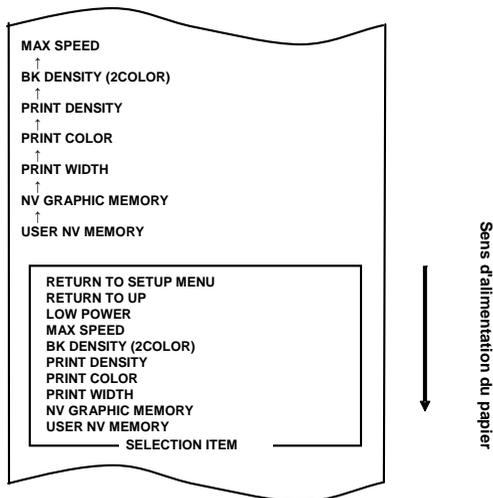 MAX SPEED
↑
BK DENSITY (2COLOR)
↑
PRINT DENSITY
↑
PRINT COLOR
↑
PRINT WIDTH
↑
NV GRAPHIC MEMORY
↑
USER NV MEMORY
RETURN TO SETUP MENU
RETURN TO UP
LOW POWER
MAX SPEED
BK DENSITY (2COLOR)
PRINT DENSITY
PRINT COLOR
PRINT WIDTH
NV GRAPHIC MEMORY
USER NV MEMORY
SELECTION ITEM
Sens d'alimentation du papier